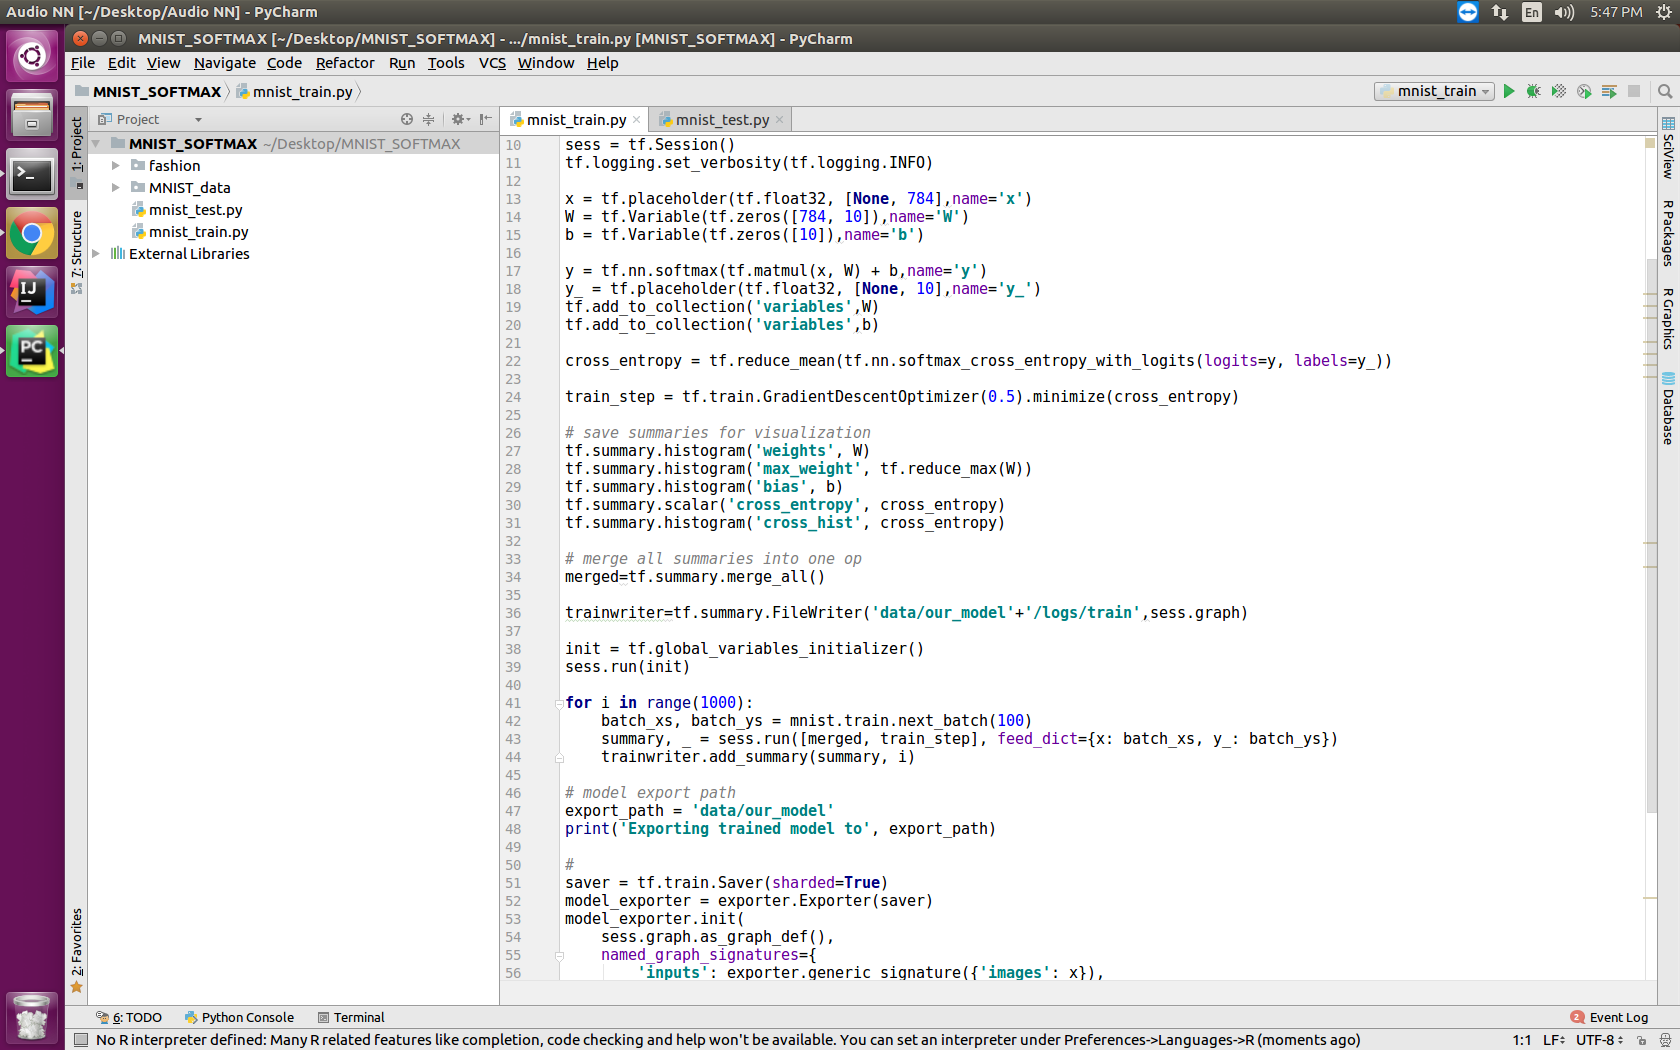 Audio NN [~/Desktop/Audio NN] - PyCharm
En
5:47 PM
MNIST_SOFTMAX [~/Desktop/MNIST_SOFTMAX] - .../mnist_train.py [MNIST_SOFTMAX] - PyCharm
File Edit View Navigate Code Refactor Run Tools VCS Window Help
MNIST_SOFTMAX mnist_train.py
mnist_train
Project
mnist_train.py
mnist_test.py
1: Project
7: Structure
2: Favorites
MNIST_SOFTMAX ~/Desktop/MNIST_SOFTMAX
fashion
MNIST_data
mnist_test.py
mnist_train.py
External Libraries
IJ
PC
10 sess = tf.Session()
11 tf.logging.set_verbosity(tf.logging.INFO)
12
13 x = tf.placeholder(tf.float32, [None, 784],name='x')
14 W = tf.Variable(tf.zeros([784, 10]),name='W')
15 b = tf.Variable(tf.zeros([10]),name='b')
16
17 y = tf.nn.softmax(tf.matmul(x, W) + b,name='y')
18 y_ = tf.placeholder(tf.float32, [None, 10],name='y_')
19 tf.add_to_collection('variables',W)
20 tf.add_to_collection('variables',b)
21
22 cross_entropy = tf.reduce_mean(tf.nn.softmax_cross_entropy_with_logits(logits=y, labels=y_))
23
24 train_step = tf.train.GradientDescentOptimizer(0.5).minimize(cross_entropy)
25
26 # save summaries for visualization
27 tf.summary.histogram('weights', W)
28 tf.summary.histogram('max_weight', tf.reduce_max(W))
29 tf.summary.histogram('bias', b)
30 tf.summary.scalar('cross_entropy', cross_entropy)
31 tf.summary.histogram('cross_hist', cross_entropy)
32
33 # merge all summaries into one op
34 merged=tf.summary.merge_all()
35
36 trainwriter=tf.summary.FileWriter('data/our_model'+'/logs/train',sess.graph)
37
38 init = tf.global_variables_initializer()
39 sess.run(init)
40
41 for i in range(1000):
42 batch_xs, batch_ys = mnist.train.next_batch(100)
43 summary, _ = sess.run([merged, train_step], feed_dict={x: batch_xs, y_: batch_ys})
44 trainwriter.add_summary(summary, i)
45
46 # model export path
47 export_path = 'data/our_model'
48 print('Exporting trained model to', export_path)
49
50 #
51 saver = tf.train.Saver(sharded=True)
52 model_exporter = exporter.Exporter(saver)
53 model_exporter.init(
54 sess.graph.as_graph_def(),
55 named_graph_signatures={
56 'inputs': exporter.generic_signature({'images': x}),
SciView
R Packages
R Graphics
Database
6: TODO Python Console Terminal
2 Event Log
No R interpreter defined: Many R related features like completion, code checking and help won't be available. You can set an interpreter under Preferences->Languages->R (moments ago)
1:1 LF UTF-8